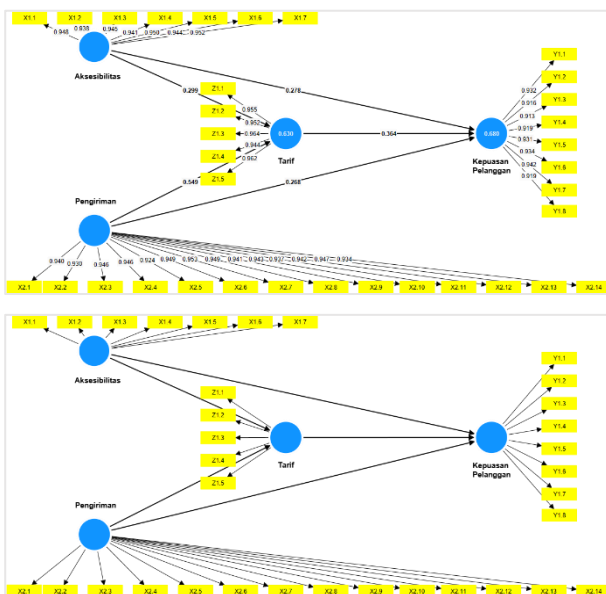 X1.1 X1.2 X1.3 X1.4 X1.5 X1.6 X1.7
0.948 0.938 0.945 0.941 0.950 0.944 0.952
Aksesibilitas
0.299
0.278
Z1.1
Z1.2
Z1.3
Z1.4
Z1.5
0.955
0.952
0.964
0.944
0.962
0.630
Tarif
0.364
0.549
0.268
Y1.1
Y1.2
Y1.3
Y1.4
Y1.5
Y1.6
Y1.7
Y1.8
0.932
0.916
0.913
0.919
0.931
0.934
0.942
0.919
Kepuasan
Pelanggan
Pengiriman
0.940 0.930 0.946 0.946 0.924 0.949 0.953 0.949 0.941 0.943 0.937 0.942 0.947 0.934
X2.1 X2.2 X2.3 X2.4 X2.5 X2.6 X2.7 X2.8 X2.9 X2.10 X2.11 X2.12 X2.13 X2.14
X1.1 X1.2 X1.3 X1.4 X1.5 X1.6 X1.7
Aksesibilitas
Z1.1
Z1.2
Z1.3
Z1.4
Z1.5
Tarif
Y1.1
Y1.2
Y1.3
Y1.4
Y1.5
Y1.6
Y1.7
Y1.8
Kepuasan
Pelanggan
Pengiriman
X2.1 X2.2 X2.3 X2.4 X2.5 X2.6 X2.7 X2.8 X2.9 X2.10 X2.11 X2.12 X2.13 X2.14